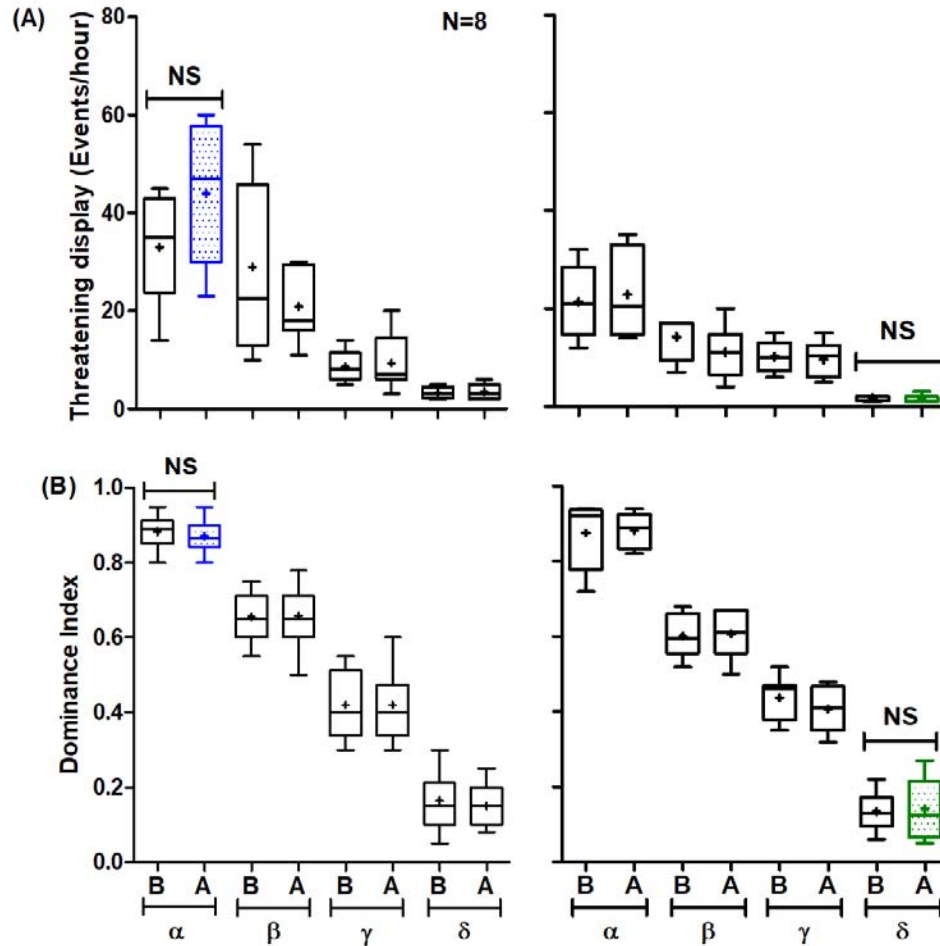 (A)
Threatening display (Events/hour)
80
60
40
20
0
N=8
NS
NS
(B)
Dominance Index
1.0
0.8
0.6
0.4
0.2
0.0
NS
NS
B A B A B A B A
α β γ δ
B A B A B A B A
α β γ δ